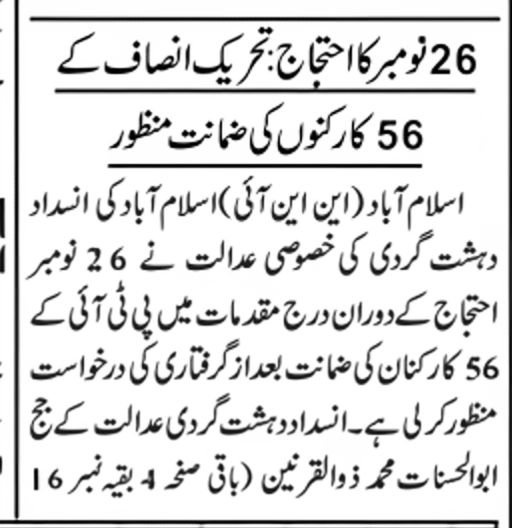 26 نومبر کا احتجاج: تحریک انصاف کے
56 کارکنوں کی ضمانت منظور
اسلام آباد (این این آئی) اسلام آباد کی انسداد
دہشت گردی کی خصوصی عدالت نے 26 نومبر
احتجاج کے دوران درج مقدمات میں پی ٹی آئی کے
56 کارکنان کی ضمانت بعد از گرفتاری کی درخواست
منظور کر لی ہے۔ انسداد دہشت گردی عدالت کے جج
ابوالحسنات محمد ذوالقرنین (باقی صفحہ 4 بقیہ نمبر 16